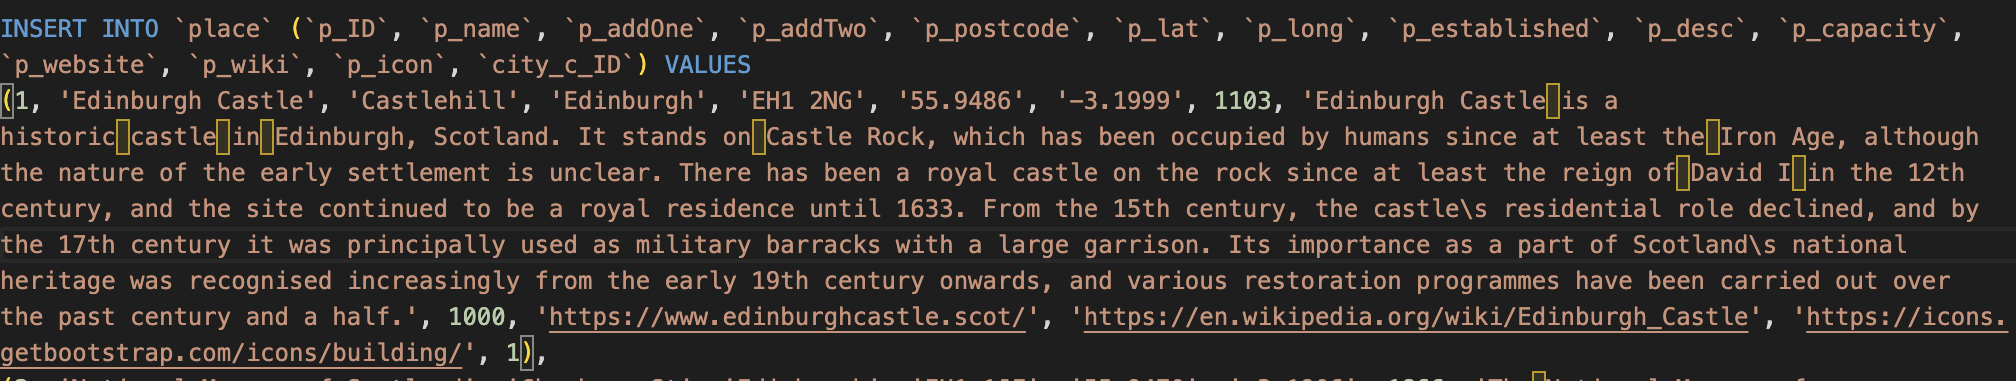 INSERT INTO `place` (`p_ID`, `p_name`, `p_addOne`, `p_addTwo`, `p_postcode`, `p_lat`, `p_long`, `p_established`, `p_desc`, `p_capacity`,
`p_website`, `p_wiki`, `p_icon`, `city_c_ID`) VALUES
(1, 'Edinburgh Castle', 'Castlehill', 'Edinburgh', 'EH1 2NG', '55.9486', '-3.1999', 1103, 'Edinburgh Castle is a
historic castle in Edinburgh, Scotland. It stands on Castle Rock, which has been occupied by humans since at least the Iron Age, although
the nature of the early settlement is unclear. There has been a royal castle on the rock since at least the reign of David I in the 12th
century, and the site continued to be a royal residence until 1633. From the 15th century, the castle\s residential role declined, and by
the 17th century it was principally used as military barracks with a large garrison. Its importance as a part of Scotland\s national
heritage was recognised increasingly from the early 19th century onwards, and various restoration programmes have been carried out over
the past century and a half.', 1000, 'https://www.edinburghcastle.scot/', 'https://en.wikipedia.org/wiki/Edinburgh_Castle', 'https://icons.
getbootstrap.com/icons/building/', 1),